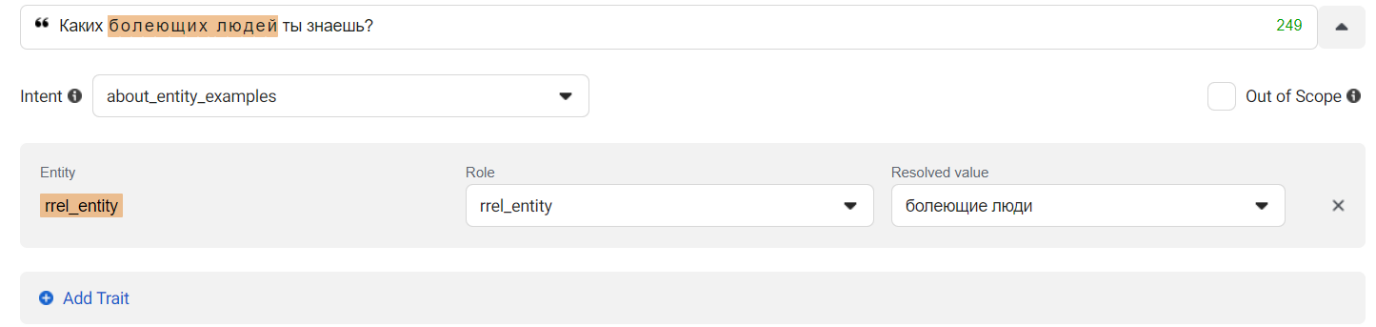 Каких болеющих людей ты знаешь? 249
Intent about_entity_examples Out of Scope
Entity Role Resolved value
rrel_entity rrel_entity болеющие люди
Add Trait